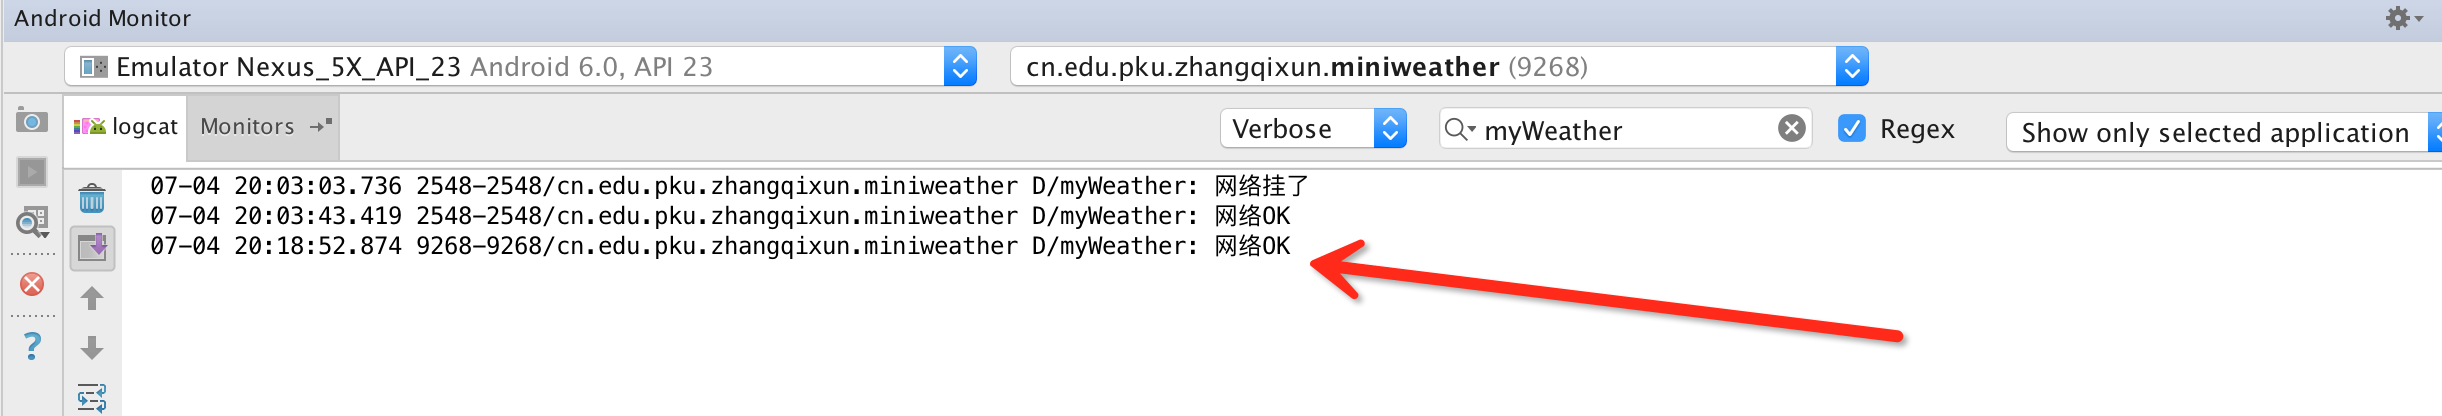 Android Monitor
Emulator Nexus_5X_API_23 Android 6.0, API 23
cn.edu.pku.zhangqixun.miniweather (9268)
logcat
Monitors
Verbose
myWeather
Regex
Show only selected application
07-04 20:03:03.736 2548-2548/cn.edu.pku.zhangqixun.miniweather D/myWeather: 网络挂了
07-04 20:03:43.419 2548-2548/cn.edu.pku.zhangqixun.miniweather D/myWeather: 网络OK
07-04 20:18:52.874 9268-9268/cn.edu.pku.zhangqixun.miniweather D/myWeather: 网络OK